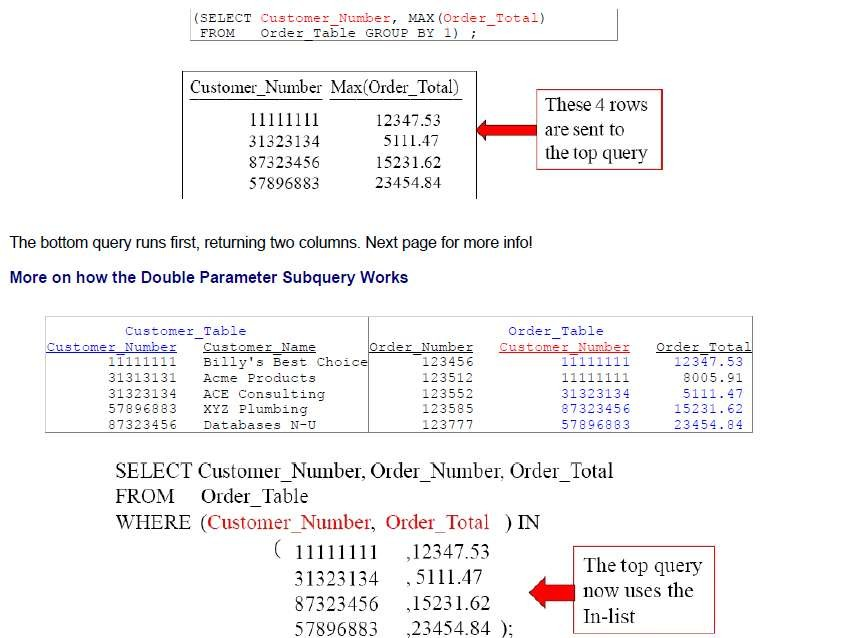 (SELECT Customer_Number, MAX(Order_Total)
FROM Order_Table GROUP BY 1) ;
Customer_Number Max(Order_Total)
11111111 12347.53
31323134 5111.47
87323456 15231.62
57896883 23454.84
These 4 rows
are sent to
the top query
The bottom query runs first, returning two columns. Next page for more info!
More on how the Double Parameter Subquery Works
Customer_Table Order_Table
Customer_Number Customer_Name Order_Number Customer_Number Order_Total
11111111 Billy's Best Choice 123456 11111111 12347.53
31313131 Acme Products 123512 11111111 8005.91
31323134 ACE Consulting 123552 31323134 5111.47
57896883 XYZ Plumbing 123585 87323456 15231.62
87323456 Databases N-U 123777 57896883 23454.84
SELECT Customer_Number, Order_Number, Order_Total
FROM Order_Table
WHERE (Customer_Number, Order_Total ) IN
( 11111111 ,12347.53
31323134 , 5111.47
87323456 ,15231.62
57896883 ,23454.84 );
The top query
now uses the
In-list